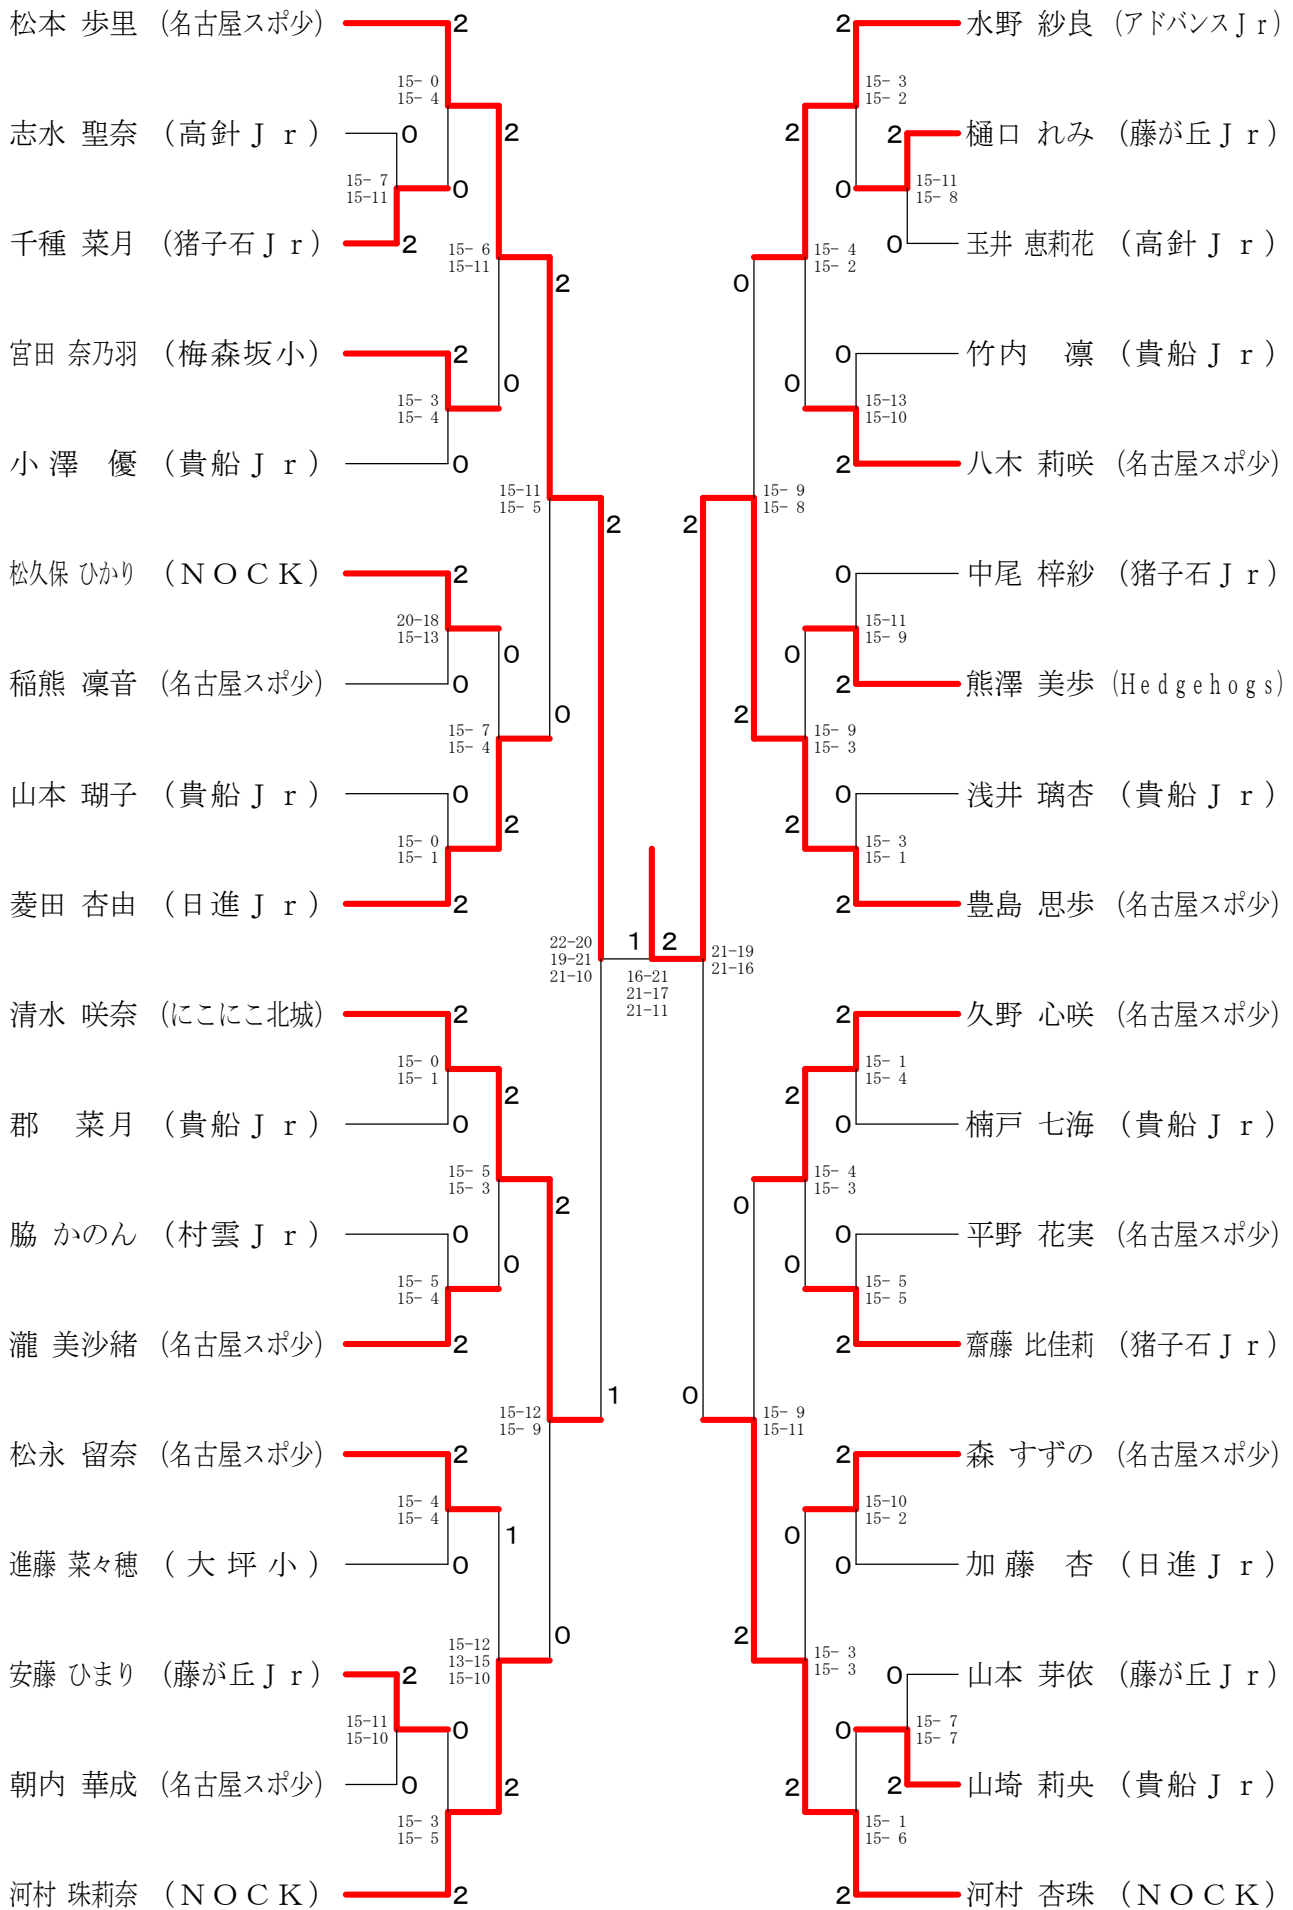 松本 歩里 (名古屋スポ少) 2
15- 0
15- 4
志水 聖奈 (高針Ｊｒ) 0
2
15- 7
15-11
0
千種 菜月 (猪子石Ｊｒ) 2
15- 6
15-11
2
宮田 奈乃羽 (梅森坂小) 2
0
15- 3
15- 4
小澤 優 (貴船Ｊｒ) 0
15-11
15- 5
2
松久保 ひかり (ＮＯＣＫ) 2
20-18
15-13
0
稲熊 凜音 (名古屋スポ少) 0
0
15- 7
15- 4
山本 瑚子 (貴船Ｊｒ) 0
2
15- 0
15- 1
菱田 杏由 (日進Ｊｒ) 2
22-20
19-21
21-10
1 2
16-21
21-17
21-11
清水 咲奈 (にこにこ北城) 2
15- 0
15- 1
2
郡 菜月 (貴船Ｊｒ) 0
15- 5
15- 3
2
脇 かのん (村雲Ｊｒ) 0
0
15- 5
15- 4
瀧 美沙緒 (名古屋スポ少) 2
1
15-12
15- 9
松永 留奈 (名古屋スポ少) 2
15- 4
15- 4
1
進藤 菜々穂 (大坪小) 0
0
15-12
13-15
15-10
安藤 ひまり (藤が丘Ｊｒ) 2
15-11
15-10
0
朝内 華成 (名古屋スポ少) 0
2
15- 3
15- 5
河村 珠莉奈 (ＮＯＣＫ) 2
2 水野 紗良 (アドバンスＪｒ)
15- 3
15- 2
2
2 樋口 れみ (藤が丘Ｊｒ)
0
15-11
15- 8
0 玉井 恵莉花 (高針Ｊｒ)
15- 4
15- 2
0
0 竹内 凛 (貴船Ｊｒ)
0
15-13
15-10
2 八木 莉咲 (名古屋スポ少)
15- 9
15- 8
2
0 中尾 梓紗 (猪子石Ｊｒ)
15-11
15- 9
0
2 熊澤 美歩 (Hedgehogs)
2
15- 9
15- 3
0 浅井 璃杏 (貴船Ｊｒ)
2
15- 3
15- 1
2 豊島 思歩 (名古屋スポ少)
21-19
21-16
2 久野 心咲 (名古屋スポ少)
15- 1
15- 4
2
0 楠戸 七海 (貴船Ｊｒ)
15- 4
15- 3
0
0 平野 花実 (名古屋スポ少)
0
15- 5
15- 5
2 齋藤 比佳莉 (猪子石Ｊｒ)
0
15- 9
15-11
2 森 すずの (名古屋スポ少)
15-10
15- 2
0
0 加藤 杏 (日進Ｊｒ)
2
15- 3
15- 3
0 山本 芽依 (藤が丘Ｊｒ)
15- 7
15- 7
0
2 山埼 莉央 (貴船Ｊｒ)
2
15- 1
15- 6
2 河村 杏珠 (ＮＯＣＫ)